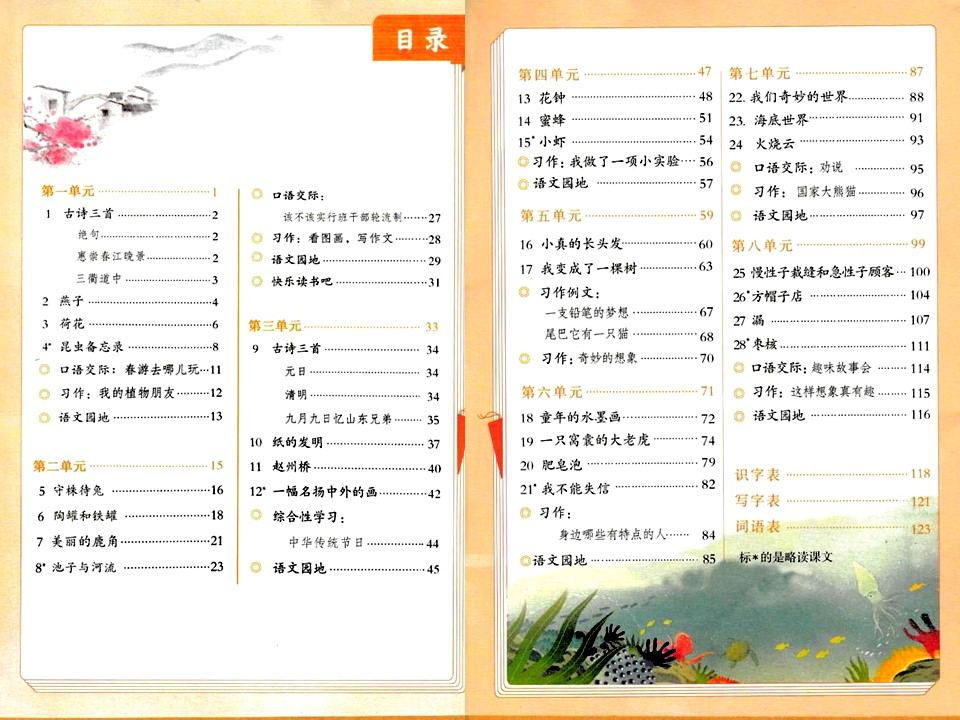 目录
第一单元 1
1 古诗三首 2
绝句 2
惠崇春江晚景 2
三衢道中 3
2 燕子 4
3 荷花 6
4* 昆虫备忘录 8
口语交际：春游去哪儿玩 11
习作：我的植物朋友 12
语文园地 13
第二单元 15
5 守株待兔 16
6 陶罐和铁罐 18
7 美丽的鹿角 21
8* 池子与河流 23
口语交际：
该不该实行班干部轮流制 27
习作：看图画，写作文 28
语文园地 29
快乐读书吧 31
第三单元 33
9 古诗三首 34
元日 34
清明 34
九月九日忆山东兄弟 35
10 纸的发明 37
11 赵州桥 40
12* 一幅名扬中外的画 42
综合性学习：
中华传统节日 44
语文园地 45
第四单元 47
13 花钟 48
14 蜜蜂 51
15* 小虾 54
习作：我做了一项小实验 56
语文园地 57
第五单元 59
16 小真的长头发 60
17 我变成了一棵树 63
习作例文：
一支铅笔的梦想 67
尾巴它有一只猫 68
习作：奇妙的想象 70
第六单元 71
18 童年的水墨画 72
19 一只窝囊的大老虎 74
20 肥皂泡 79
21* 我不能失信 82
习作：
身边那些有特点的人 84
语文园地 85
第七单元 87
22. 我们奇妙的世界 88
23. 海底世界 91
24 火烧云 93
口语交际：劝说 95
习作：国家大熊猫 96
语文园地 97
第八单元 99
25 慢性子裁缝和急性子顾客 100
26* 方帽子店 104
27 漏 107
28* 枣核 111
口语交际：趣味故事会 114
习作：这样想象真有趣 115
语文园地 116
识字表 118
写字表 121
词语表 123
标*的是略读课文